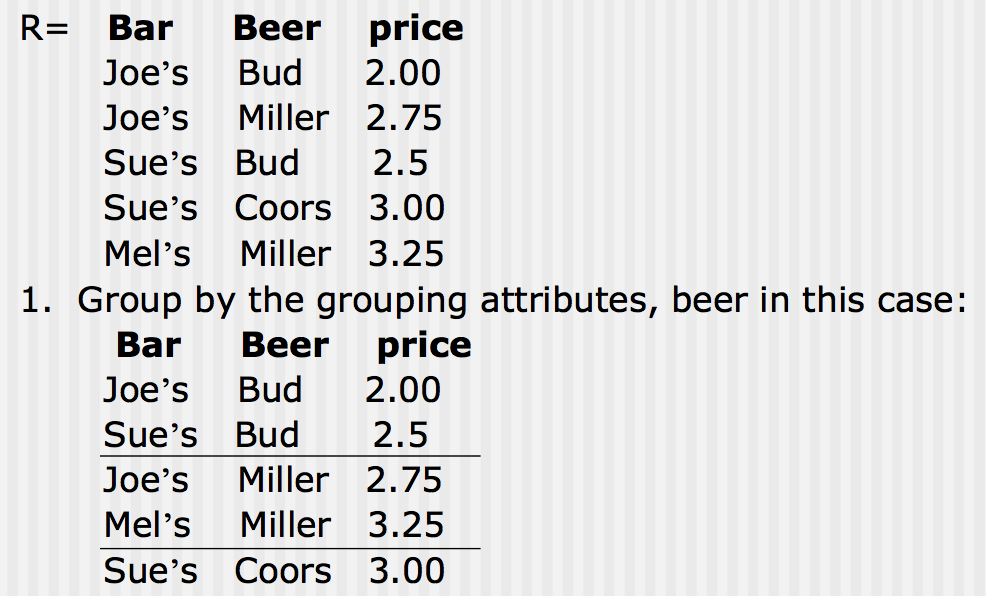 R= Bar Beer price
Joe’s Bud 2.00
Joe’s Miller 2.75
Sue’s Bud 2.5
Sue’s Coors 3.00
Mel’s Miller 3.25
1. Group by the grouping attributes, beer in this case:
Bar Beer price
Joe’s Bud 2.00
Sue’s Bud 2.5
Joe’s Miller 2.75
Mel’s Miller 3.25
Sue’s Coors 3.00